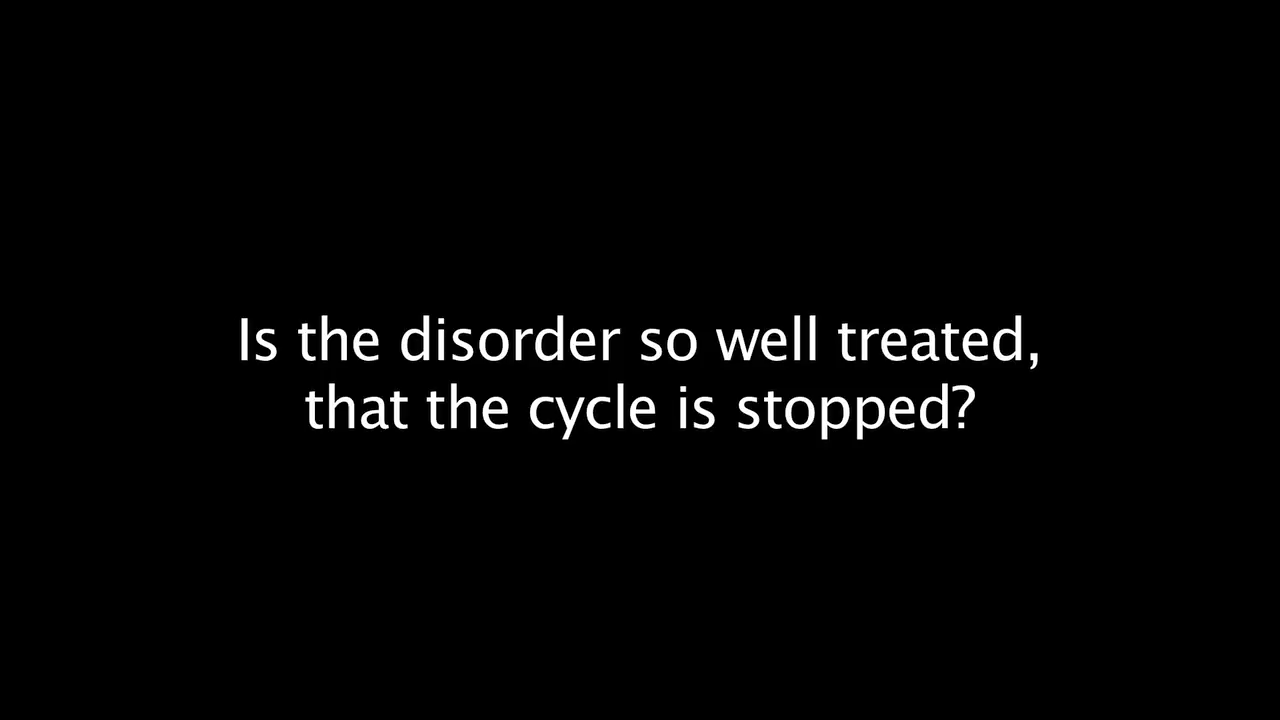 Is the disorder so well treated,
that the cycle is stopped?